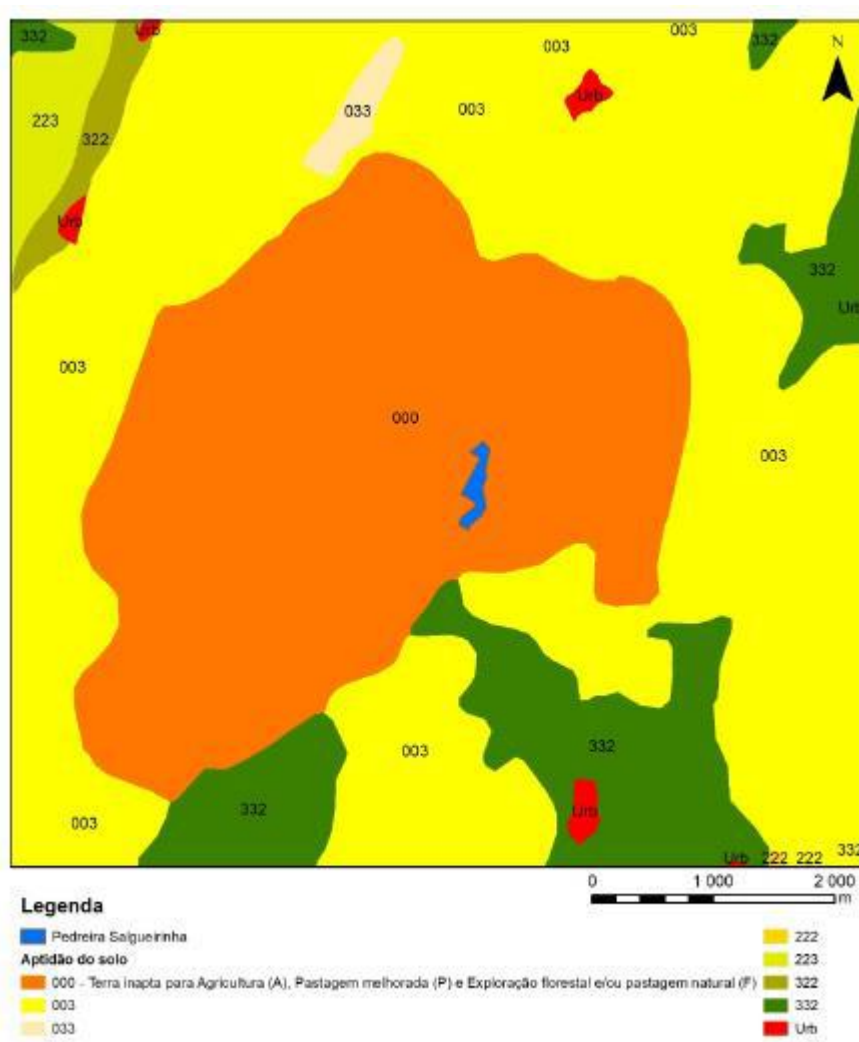 332
Urb
003
003
332
N
223
322
033
003
Urb
Urb
332
Urb
003
000
003
003
332
003
332
Urb
Urb
222
222
332
0
1 000
2 000
m
Legenda
Pedreira Salgueirinha
Aptidão do solo
000 - Terra inapta para Agricultura (A), Pastagem melhorada (P) e Exploração florestal e/ou pastagem natural (F)
003
033
222
223
322
332
Urb